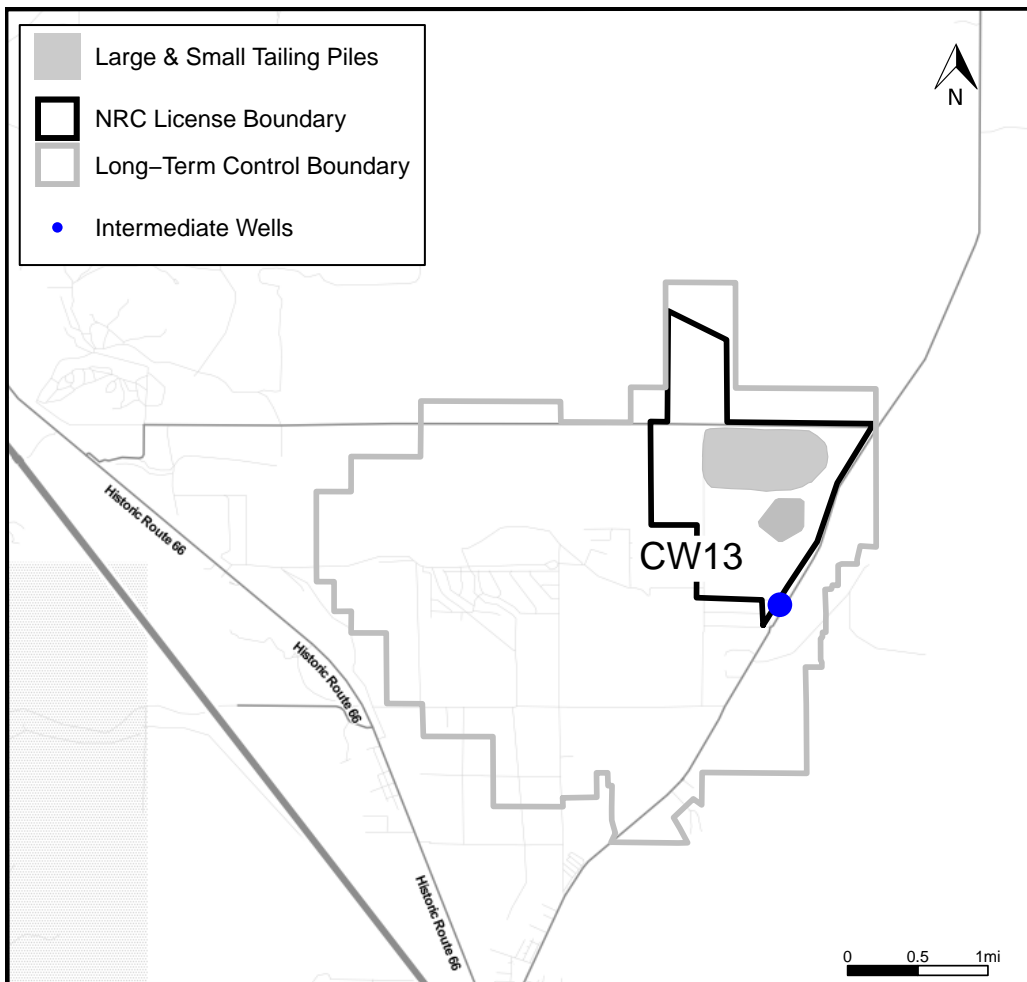 Large & Small Tailing Piles
NRC License Boundary
Long−Term Control Boundary
Intermediate Wells
N
Historic Route 66
CW13
Historic Route 66
Historic Route 66
0 0.5 1mi